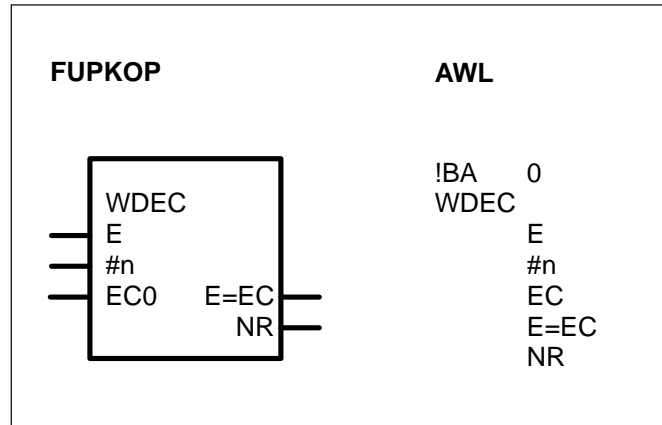 FUPKOP
WDEC
E
#n
EC0 E=EC
NR
AWL
!BA 0
WDEC
E
#n
EC
E=EC
NR